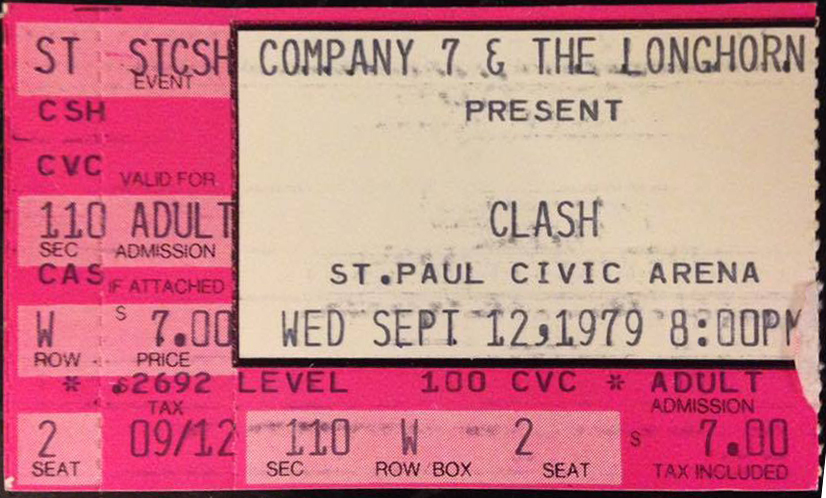 ST STCSH COMPANY 7 & THE LONGHORN
EVENT
CSH PRESENT
CVC VALID FOR
110 ADULT CLASH
SEC ADMISSION
CAS IF ATTACHED ST.PAUL CIVIC ARENA
W $ 7.00 WED SEPT 12,1979 8:00PM
ROW PRICE
* .$2692 LEVEL 100 CVC * ADULT
TAX ADMISSION
2 09/12 110 W 2 $ 7.00
SEAT SEC ROW/BOX SEAT TAX INCLUDED